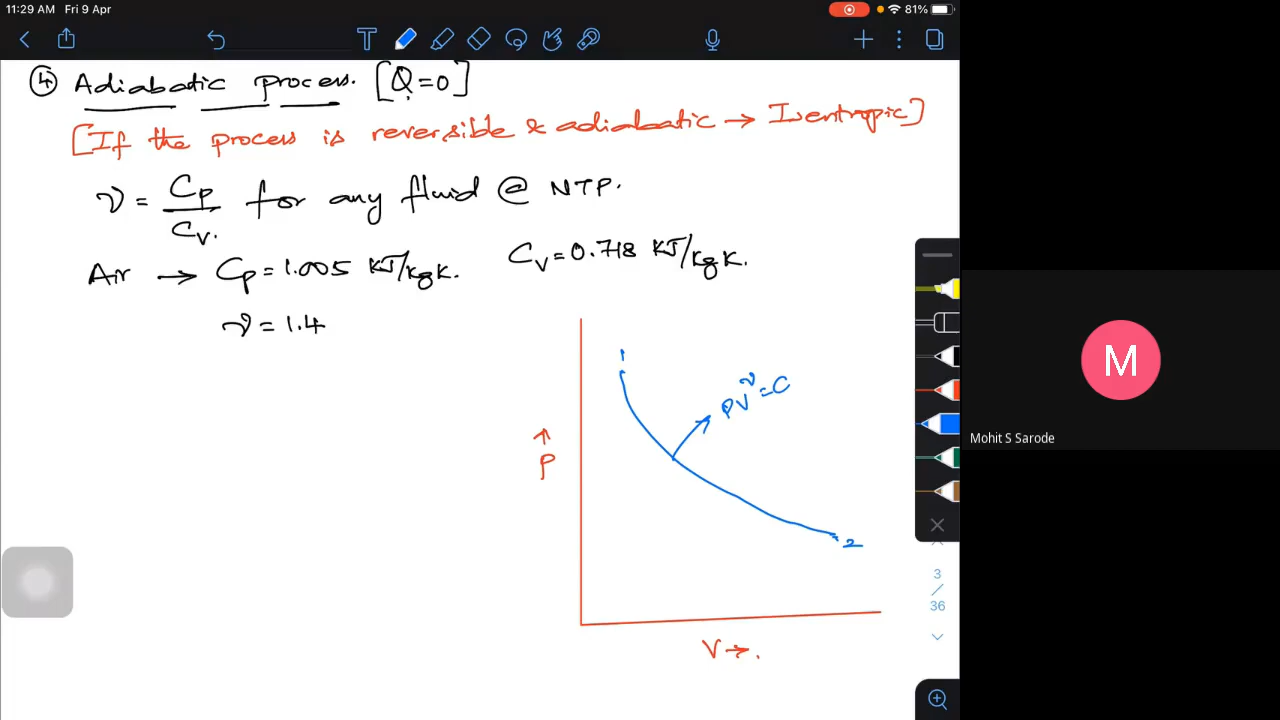 11:29 AM Fri 9 Apr
81%
④ Adiabatic process. [Q=0]
[If the process is reversible & adiabatic → Isentropic]
γ = Cp/Cv. for any fluid @ NTP.
Air → Cp = 1.005 KJ/kgK. Cv = 0.718 KJ/kgK.
γ = 1.4
1
PV^γ = C
↑
P
2
V →.
3
/
36
M
Mohit S Sarode